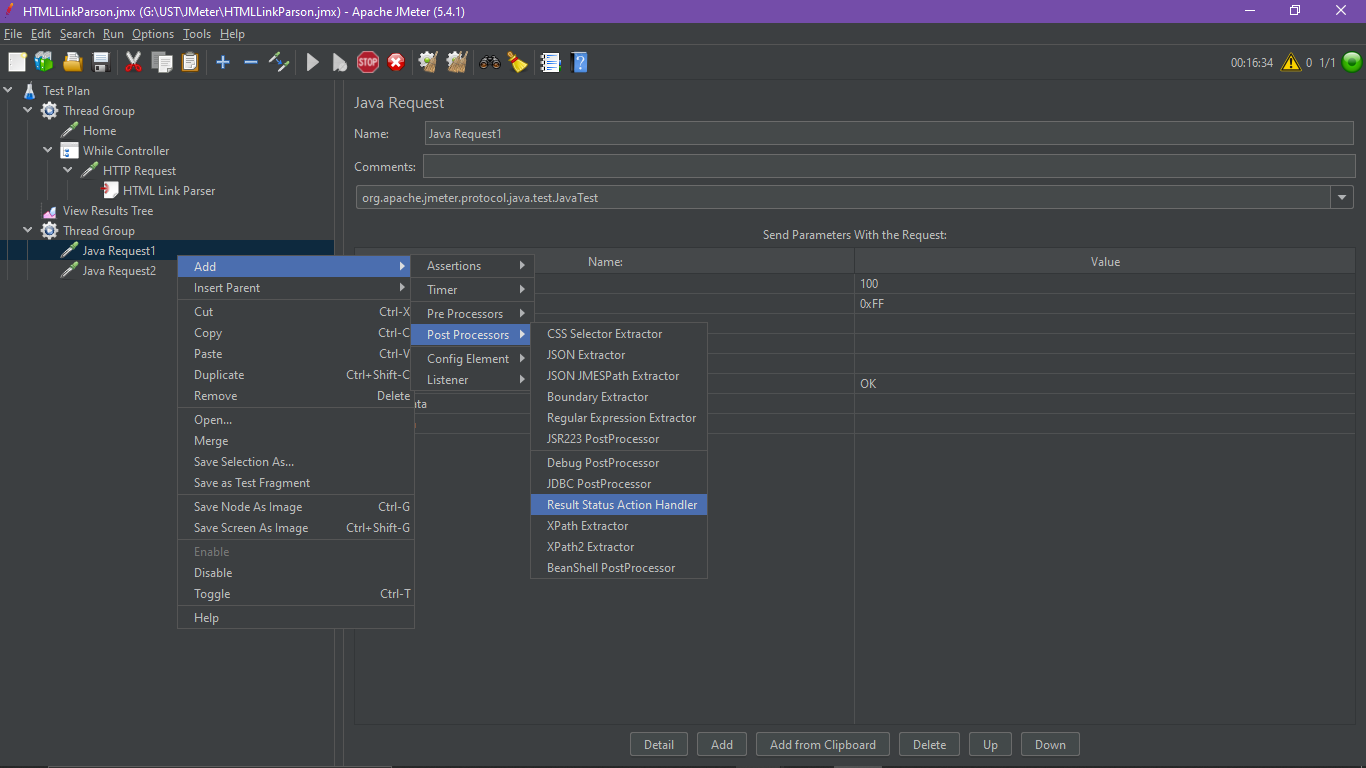 HTMLLinkParson.jmx (G:\UST\JMeter\HTMLLinkParson.jmx) - Apache JMeter (5.4.1)
File Edit Search Run Options Tools Help
STOP
00:16:34 0 1/1
Test Plan
Thread Group
Home
While Controller
HTTP Request
HTML Link Parser
View Results Tree
Thread Group
Java Request1
Java Request2
Java Request
Name: Java Request1
Comments:
org.apache.jmeter.protocol.java.test.JavaTest
Send Parameters With the Request:
Name: Value
100
0xFF
OK
ata
Add
Insert Parent
Cut Ctrl-X
Copy Ctrl-C
Paste Ctrl-V
Duplicate Ctrl+Shift-C
Remove Delete
Open...
Merge
Save Selection As...
Save as Test Fragment
Save Node As Image Ctrl-G
Save Screen As Image Ctrl+Shift-G
Enable
Disable
Toggle Ctrl-T
Help
Assertions
Timer
Pre Processors
Post Processors
Config Element
Listener
CSS Selector Extractor
JSON Extractor
JSON JMESPath Extractor
Boundary Extractor
Regular Expression Extractor
JSR223 PostProcessor
Debug PostProcessor
JDBC PostProcessor
Result Status Action Handler
XPath Extractor
XPath2 Extractor
BeanShell PostProcessor
Detail Add Add from Clipboard Delete Up Down